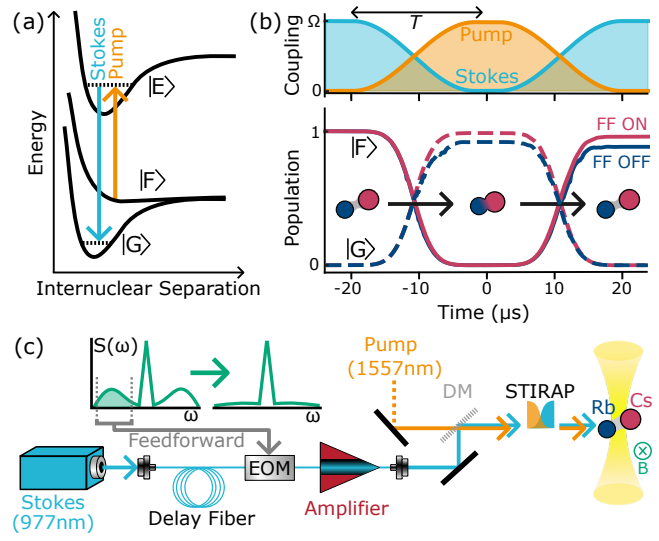 (a)
Energy
Stokes
Pump
|E⟩
|F⟩
|G⟩
Internuclear Separation
(b)
Coupling
Ω
0
T
Pump
Stokes
Population
1
0
|F⟩
|G⟩
FF ON
FF OFF
-20 -10 0 10 20
Time (μs)
(c)
S(ω)
ω
ω
Feedforward
Stokes
(977nm)
Delay Fiber
EOM
Amplifier
Pump
(1557nm)
DM
STIRAP
Rb
Cs
B